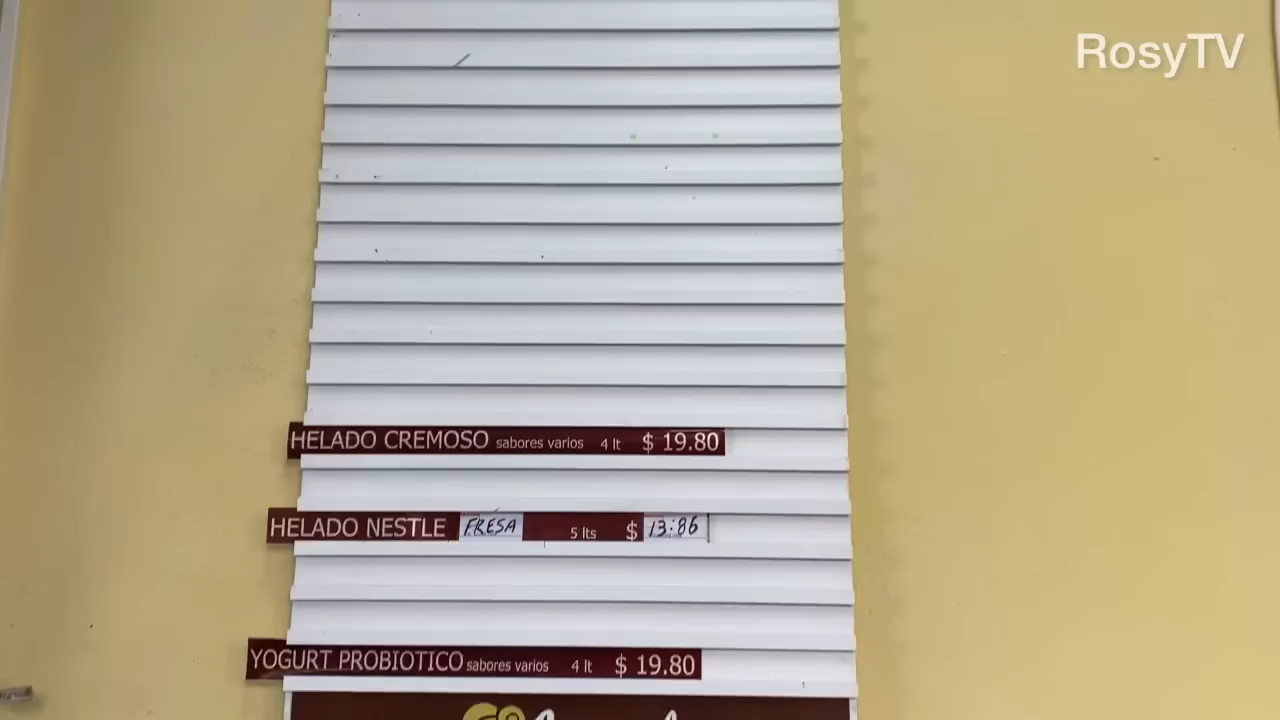 RosyTV
HELADO CREMOSO sabores varios 4 lt $ 19.80
HELADO NESTLE FRESA 5 lts $ 13:86
YOGURT PROBIOTICO sabores varios 4 lt $ 19.80